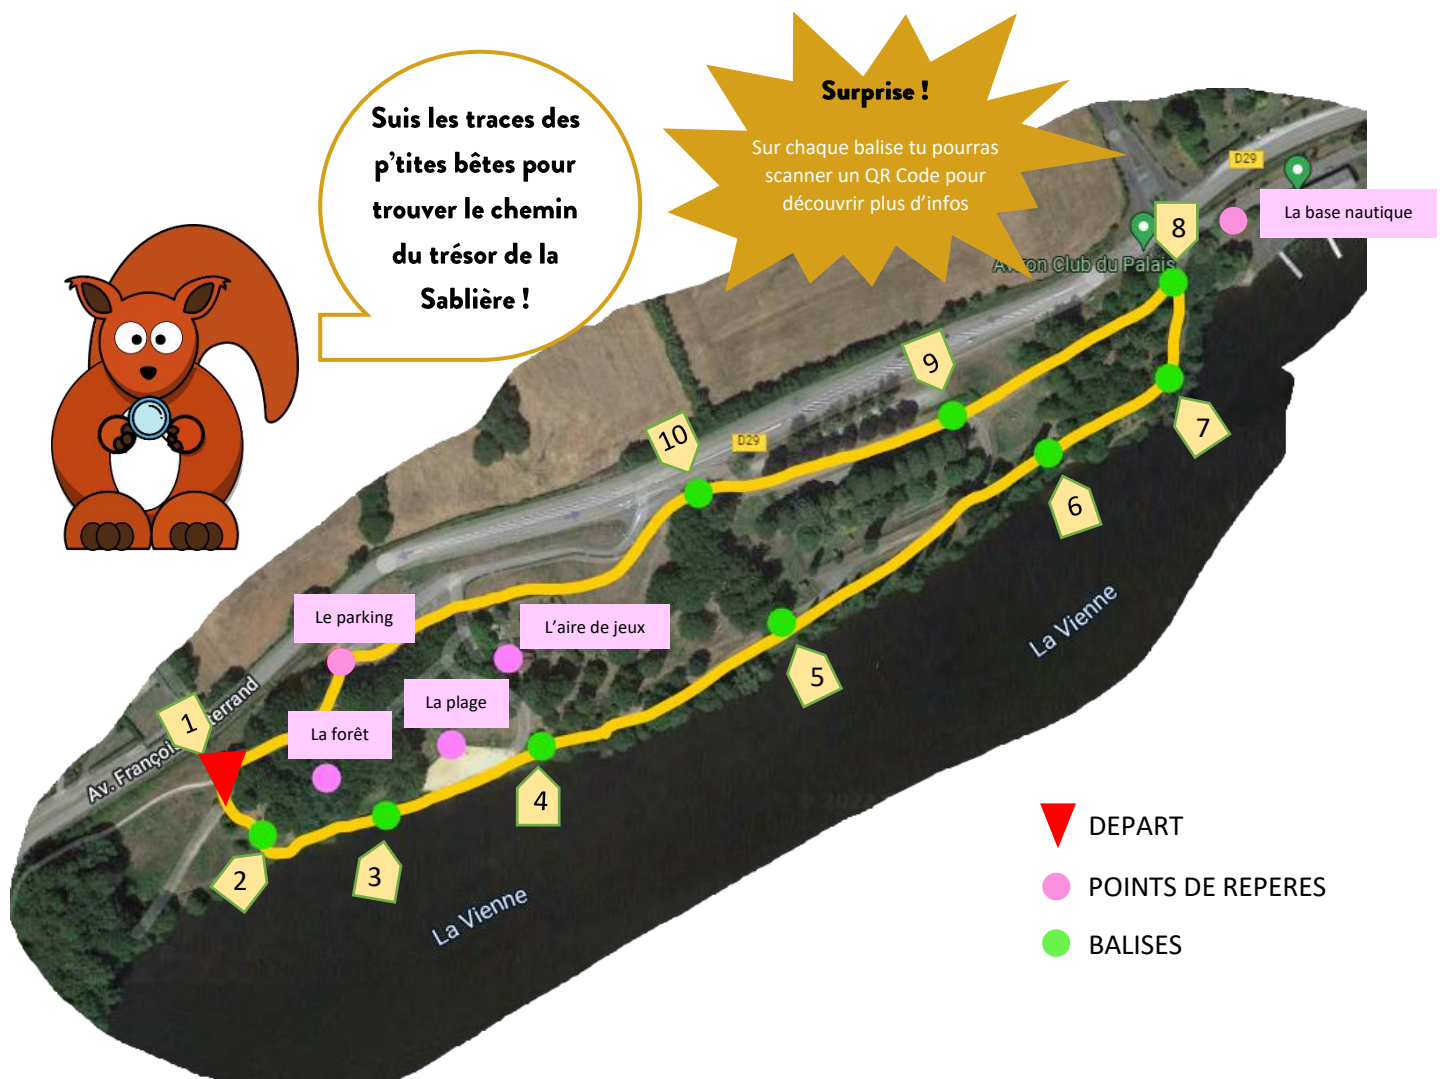 Suis les traces des
p'tites bêtes pour
trouver le chemin
du trésor de la
Sablière !
Surprise !
Sur chaque balise tu pourras
scanner un QR Code pour
découvrir plus d'infos
D29
La base nautique
8
Club du Palais
9
10
D29
7
6
La Vienne
Le parking
L'aire de jeux
5
La plage
La forêt
1
Av. François
4
3
2
La Vienne
DEPART
POINTS DE REPERES
BALISES